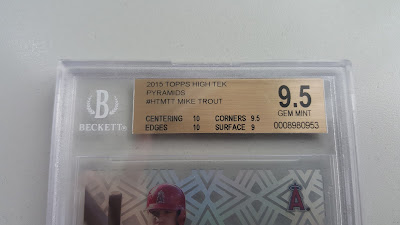 2015 TOPPS HIGH TEK
PYRAMIDS
#HTMTT MIKE TROUT
CENTERING 10 CORNERS 9.5
EDGES 10 SURFACE 9
9.5
GEM MINT
0008980953
B
BECKETT®
A